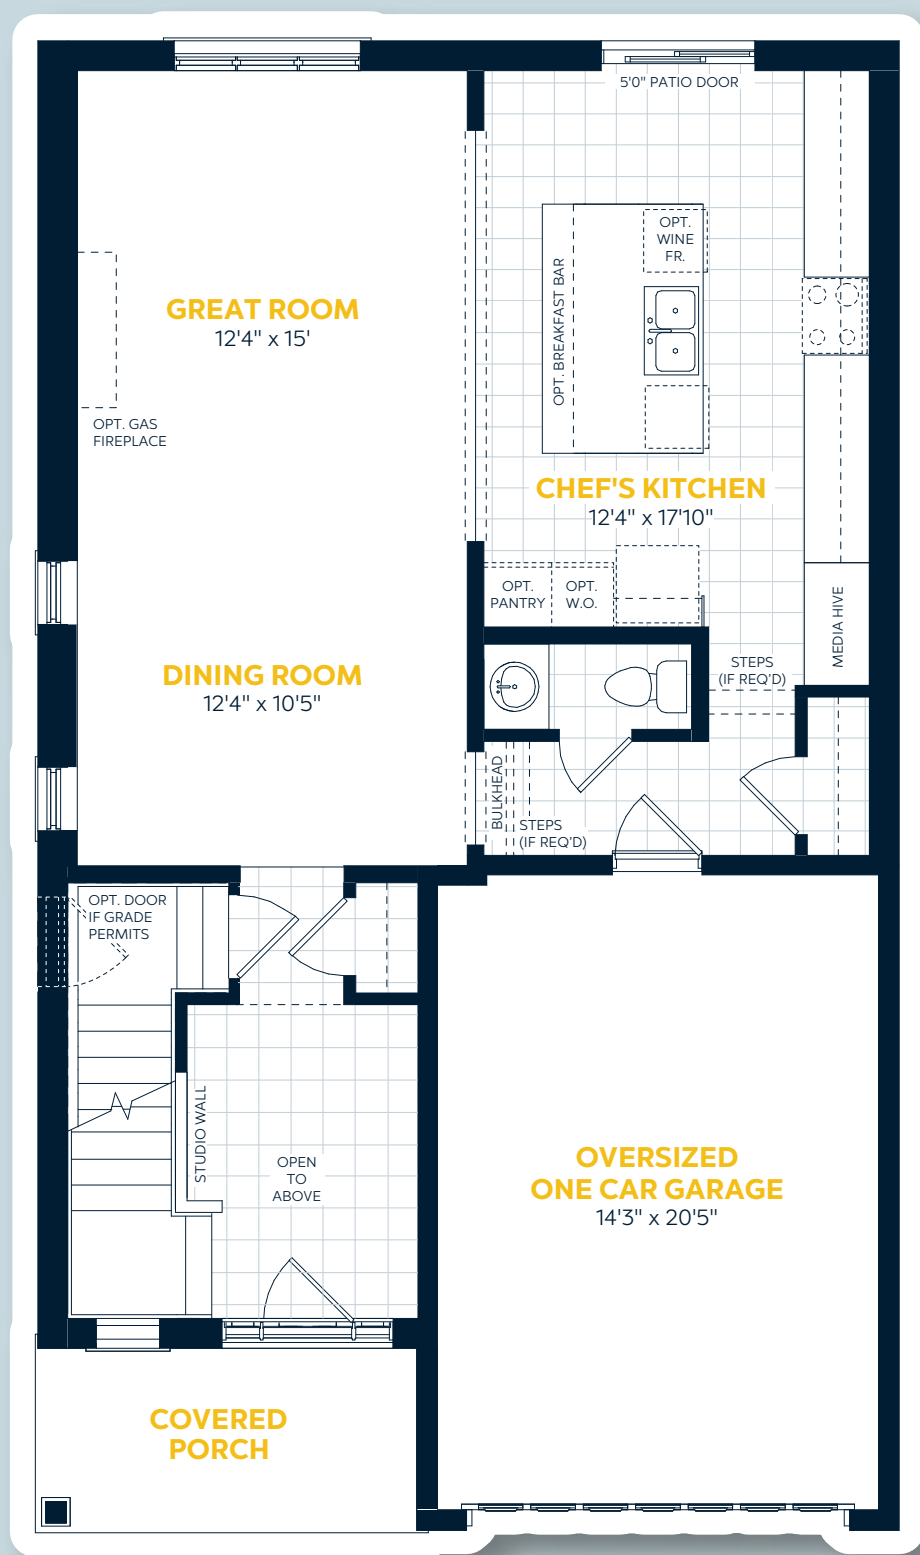 5'0" PATIO DOOR
OPT.
WINE
FR.
OPT. BREAKFAST BAR
GREAT ROOM
12'4" x 15'
OPT. GAS
FIREPLACE
CHEF'S KITCHEN
12'4" x 17'10"
OPT.
PANTRY
OPT.
W.O.
MEDIA HIVE
DINING ROOM
12'4" x 10'5"
STEPS
(IF REQ'D)
BULKHEAD
STEPS
(IF REQ'D)
OPT. DOOR
IF GRADE
PERMITS
STUDIO WALL
OPEN
TO
ABOVE
OVERSIZED
ONE CAR GARAGE
14'3" x 20'5"
COVERED
PORCH